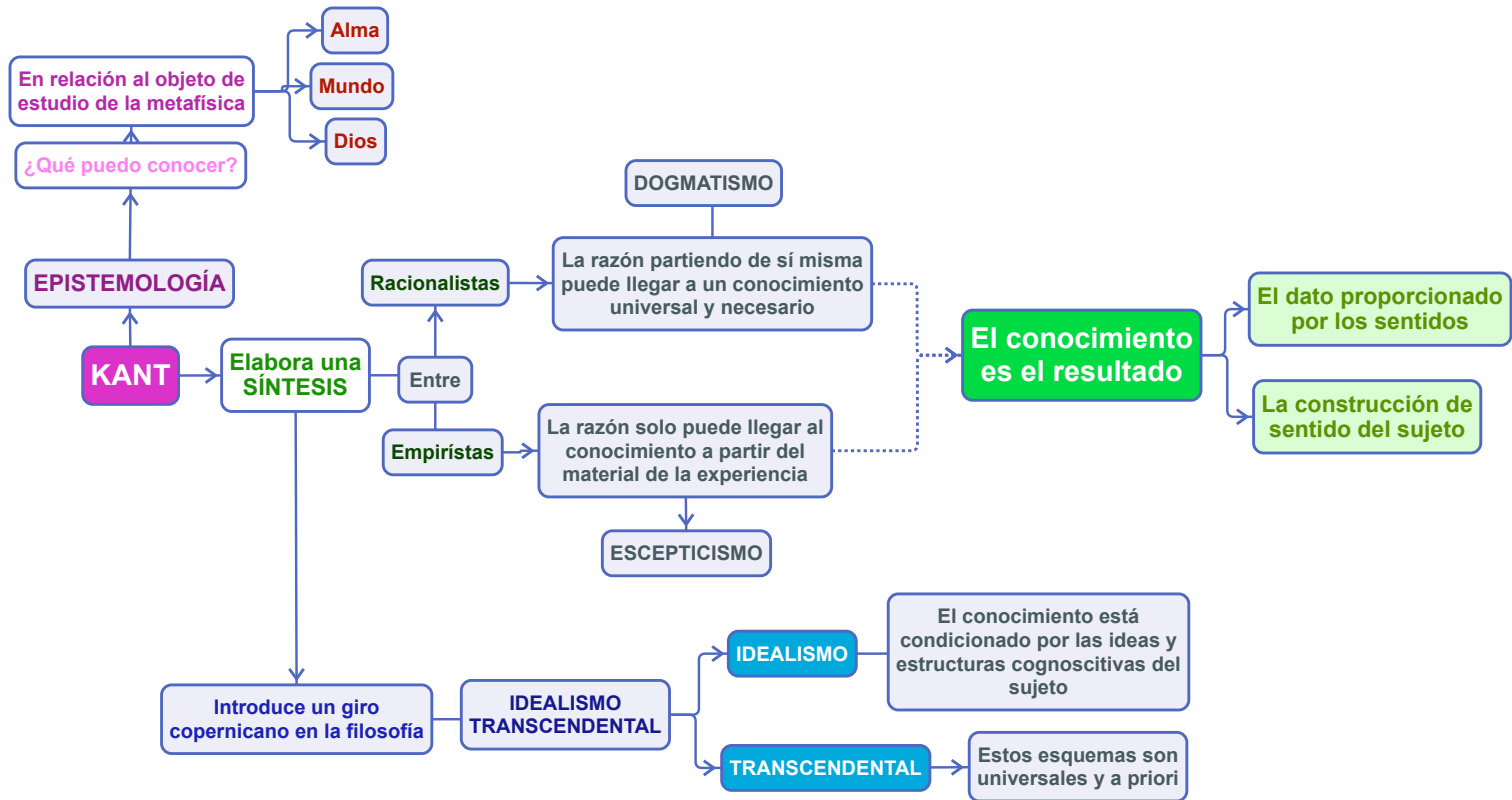 Alma
En relación al objeto de
estudio de la metafísica
Mundo
Dios
¿Qué puedo conocer?
EPISTEMOLOGÍA
KANT
Elabora una
SÍNTESIS
Entre
Racionalistas
Empirístas
DOGMATISMO
La razón partiendo de sí misma
puede llegar a un conocimiento
universal y necesario
La razón solo puede llegar al
conocimiento a partir del
material de la experiencia
ESCEPTICISMO
El conocimiento
es el resultado
El dato proporcionado
por los sentidos
La construcción de
sentido del sujeto
Introduce un giro
copernicano en la filosofía
IDEALISMO
TRANSCENDENTAL
IDEALISMO
El conocimiento está
condicionado por las ideas y
estructuras cognoscitivas del
sujeto
TRANSCENDENTAL
Estos esquemas son
universales y a priori